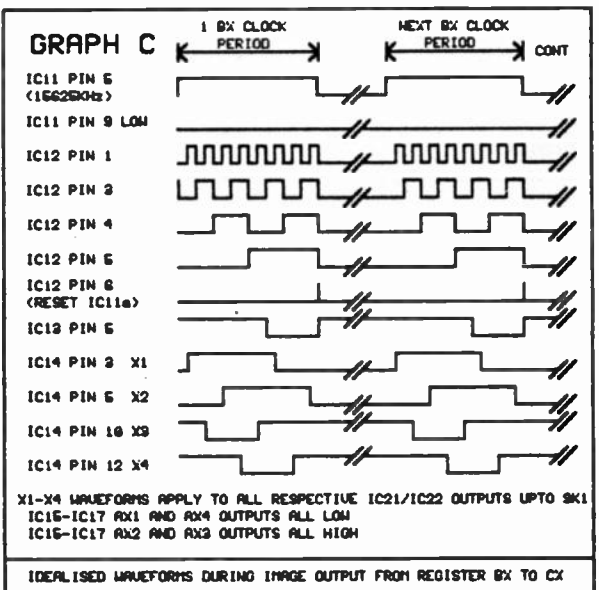 GRAPH C
1 BX CLOCK PERIOD
NEXT BX CLOCK PERIOD
CONT
IC11 PIN 5
(15625KHz)
IC11 PIN 9 LOW
IC12 PIN 1
IC12 PIN 3
IC12 PIN 4
IC12 PIN 5
IC12 PIN 6
(RESET IC11a)
IC13 PIN 5
IC14 PIN 3 X1
IC14 PIN 5 X2
IC14 PIN 10 X3
IC14 PIN 12 X4
X1-X4 WAVEFORMS APPLY TO ALL RESPECTIVE IC21/IC22 OUTPUTS UPTO SK1
IC15-IC17 AX1 AND AX4 OUTPUTS ALL LOW
IC15-IC17 AX2 AND AX3 OUTPUTS ALL HIGH
IDEALISED WAVEFORMS DURING IMAGE OUTPUT FROM REGISTER BX TO CX